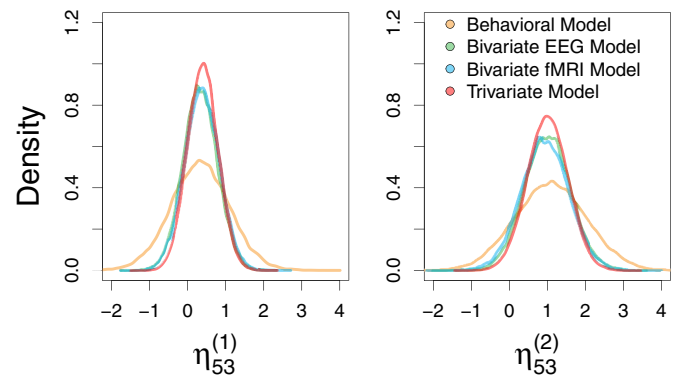 Density
1.2
0.8
0.4
0.0
−2 −1 0 1 2 3 4
η53(1)
1.2
0.8
0.4
0.0
Behavioral Model
Bivariate EEG Model
Bivariate fMRI Model
Trivariate Model
−2 −1 0 1 2 3 4
η53(2)